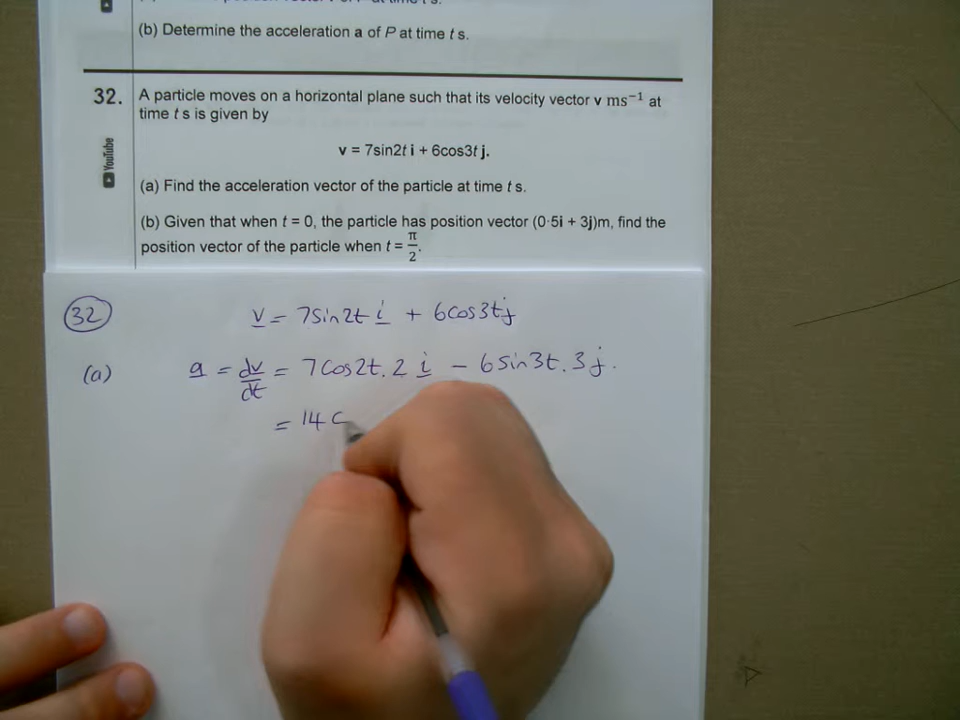 (b) Determine the acceleration a of P at time t s.
32. A particle moves on a horizontal plane such that its velocity vector v ms⁻¹ at
time t s is given by
v = 7sin2t i + 6cos3t j.
YouTube
(a) Find the acceleration vector of the particle at time t s.
(b) Given that when t = 0, the particle has position vector (0·5i + 3j)m, find the
position vector of the particle when t = π/2.
32 v = 7Sin2t i + 6Cos3t j
(a) a = dv/dt = 7Cos2t.2 i - 6Sin3t.3 j.
= 14 C